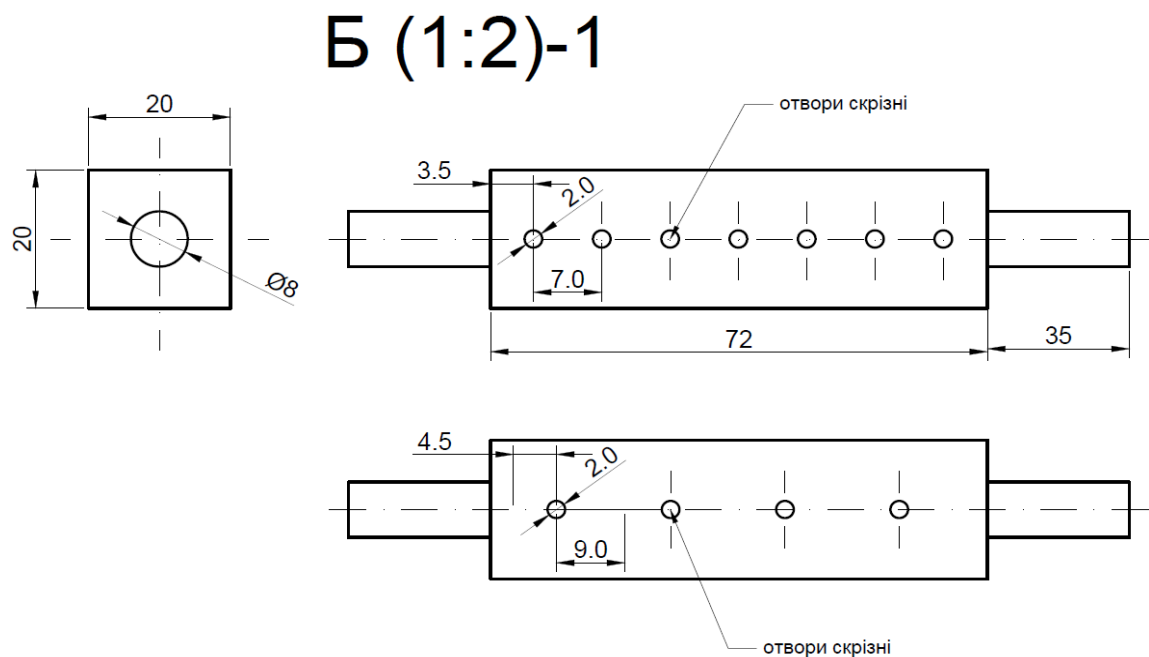 Б (1:2)-1
20
отвори скрізні
3.5
2.0
20
Ø8
7.0
72
35
4.5
2.0
9.0
отвори скрізні